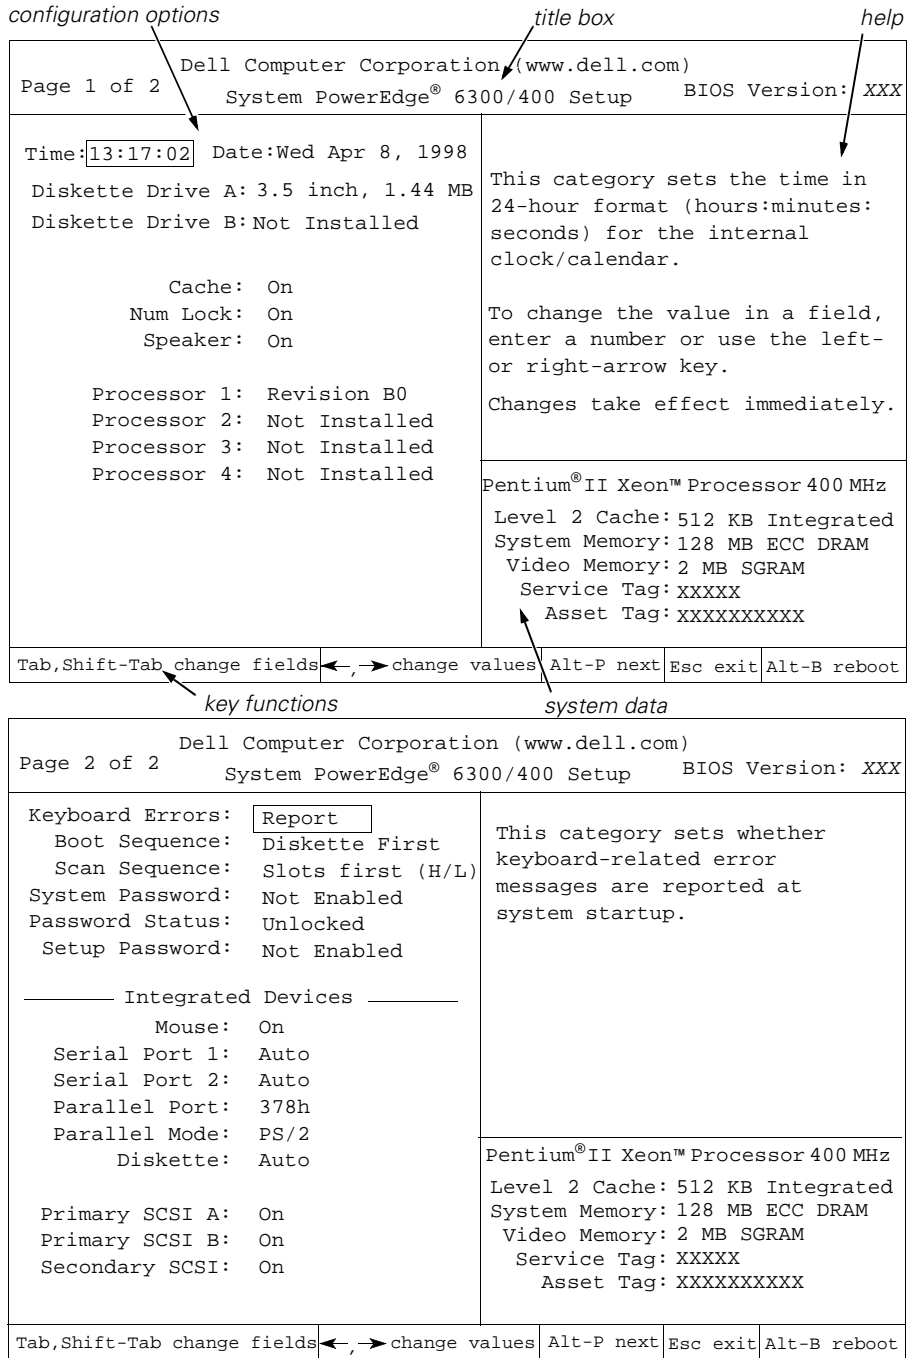 configuration options
title box
help
Page 1 of 2
Dell Computer Corporation (www.dell.com)
System PowerEdge® 6300/400 Setup
BIOS Version: XXX
Time: 13:17:02 Date:Wed Apr 8, 1998
Diskette Drive A: 3.5 inch, 1.44 MB
Diskette Drive B: Not Installed
Cache: On
Num Lock: On
Speaker: On
Processor 1: Revision B0
Processor 2: Not Installed
Processor 3: Not Installed
Processor 4: Not Installed
This category sets the time in
24-hour format (hours:minutes:
seconds) for the internal
clock/calendar.
To change the value in a field,
enter a number or use the left-
or right-arrow key.
Changes take effect immediately.
Pentium® II Xeon™ Processor 400 MHz
Level 2 Cache: 512 KB Integrated
System Memory: 128 MB ECC DRAM
Video Memory: 2 MB SGRAM
Service Tag: XXXXX
Asset Tag: XXXXXXXXXX
Tab,Shift-Tab change fields ←,→ change values Alt-P next Esc exit Alt-B reboot
key functions
system data
Page 2 of 2
Dell Computer Corporation (www.dell.com)
System PowerEdge® 6300/400 Setup
BIOS Version: XXX
Keyboard Errors: Report
Boot Sequence: Diskette First
Scan Sequence: Slots first (H/L)
System Password: Not Enabled
Password Status: Unlocked
Setup Password: Not Enabled
Integrated Devices
Mouse: On
Serial Port 1: Auto
Serial Port 2: Auto
Parallel Port: 378h
Parallel Mode: PS/2
Diskette: Auto
Primary SCSI A: On
Primary SCSI B: On
Secondary SCSI: On
This category sets whether
keyboard-related error
messages are reported at
system startup.
Pentium® II Xeon™ Processor 400 MHz
Level 2 Cache: 512 KB Integrated
System Memory: 128 MB ECC DRAM
Video Memory: 2 MB SGRAM
Service Tag: XXXXX
Asset Tag: XXXXXXXXXX
Tab,Shift-Tab change fields ←,→ change values Alt-P next Esc exit Alt-B reboot